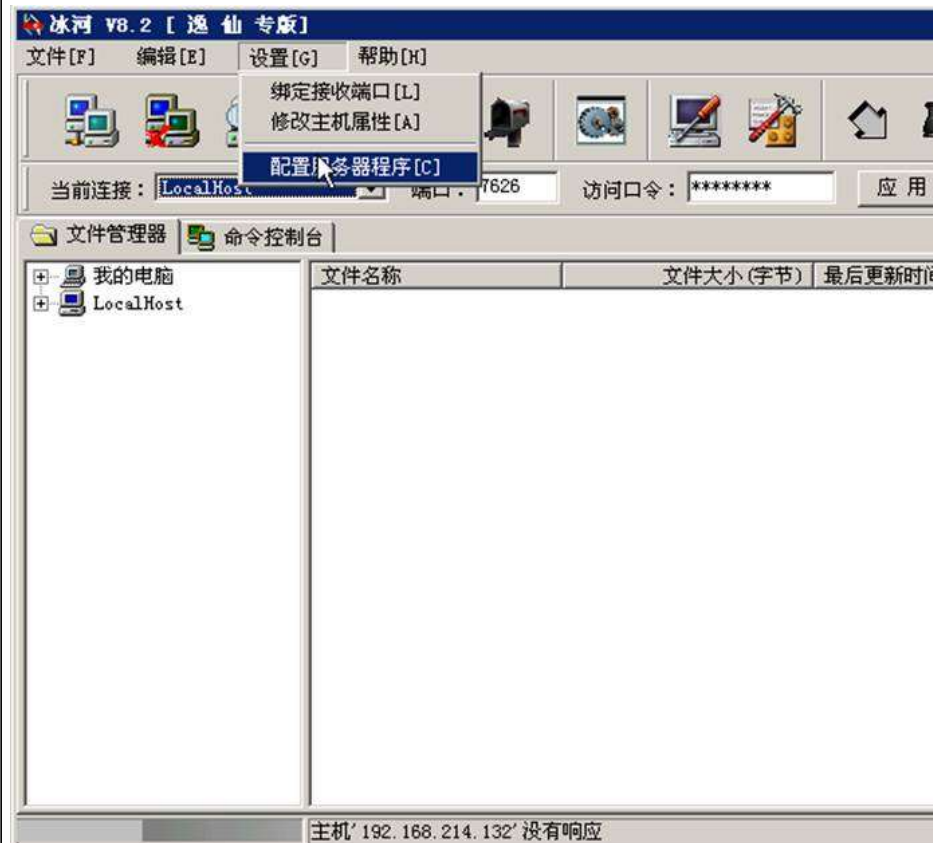 冰河 V8.2 [ 逸 仙 专版]
文件[F] 编辑[E] 设置[G] 帮助[H]
绑定接收端口[L]
修改主机属性[A]
配置服务器程序[C]
当前连接： LocalHost 端口： 7626 访问口令： ******** 应 用
文件管理器 命令控制台
我的电脑
LocalHost
文件名称 文件大小(字节) 最后更新时间
主机'192.168.214.132'没有响应